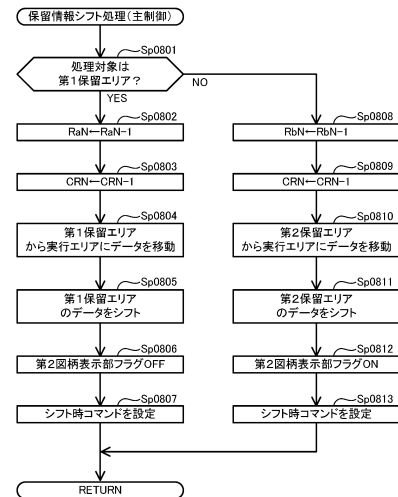 保留情報シフト処理(主制御)
Sp0801
処理対象は
第1保留エリア?
NO
YES
Sp0802
RaN←RaN-1
Sp0803
CRN←CRN-1
Sp0804
第1保留エリア
から実行エリアにデータを移動
Sp0805
第1保留エリア
のデータをシフト
Sp0806
第2図柄表示部フラグOFF
Sp0807
シフト時コマンドを設定
Sp0808
RbN←RbN-1
Sp0809
CRN←CRN-1
Sp0810
第2保留エリア
から実行エリアにデータを移動
Sp0811
第2保留エリア
のデータをシフト
Sp0812
第2図柄表示部フラグON
Sp0813
シフト時コマンドを設定
RETURN